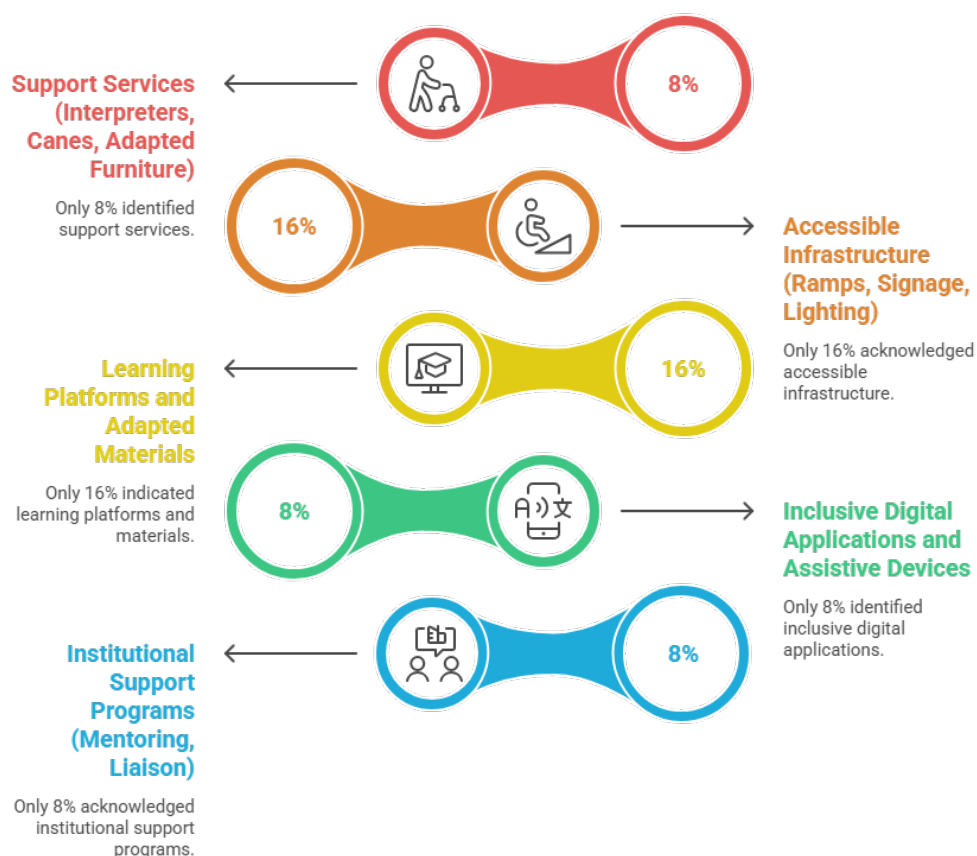 Support Services
(Interpreters,
Canes, Adapted
Furniture)
Only 8% identified
support services.
8%
16%
Accessible
Infrastructure
(Ramps, Signage,
Lighting)
Only 16% acknowledged
accessible
infrastructure.
Learning
Platforms and
Adapted
Materials
Only 16% indicated
learning platforms and
materials.
16%
8%
A 文
Inclusive Digital
Applications and
Assistive Devices
Only 8% identified
inclusive digital
applications.
Institutional
Support
Programs
(Mentoring,
Liaison)
Only 8% acknowledged
institutional support
programs.
8%